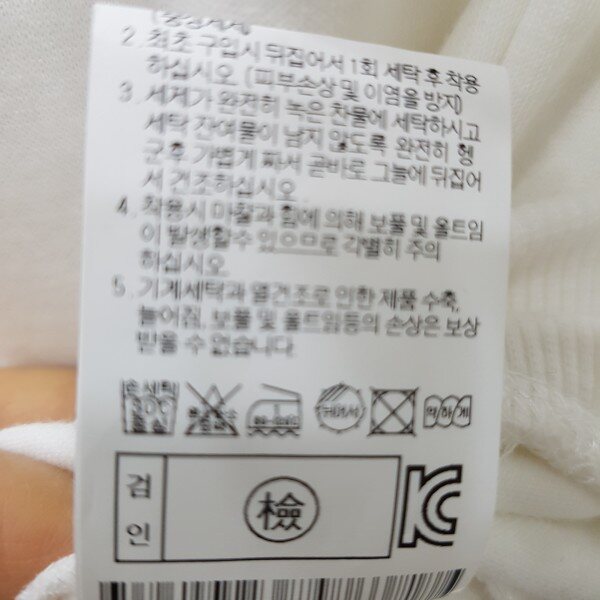 2. 최초 구입시 뒤집어서 1회 세탁 후 착용
하십시오. (피부손상 및 이염을 방지)
3. 세제가 완전히 녹은 찬물에 세탁하시고
세탁 잔여물이 남지 않도록 완전히 헹
군후 가볍게 짜서 곧바로 그늘에 뒤집어
서 건조하십시오
4. 착용시 마찰과 힘에 의해 보풀 및 올트임
이 발생할수 있으므로 각별히 주의
하십시오.
5. 기계세탁과 열건조로 인한 제품 수축,
늘어짐, 보풀 및 올트임등의 손상은 보상
받을 수 없습니다.
손세탁 약하게
검인 檢 KC